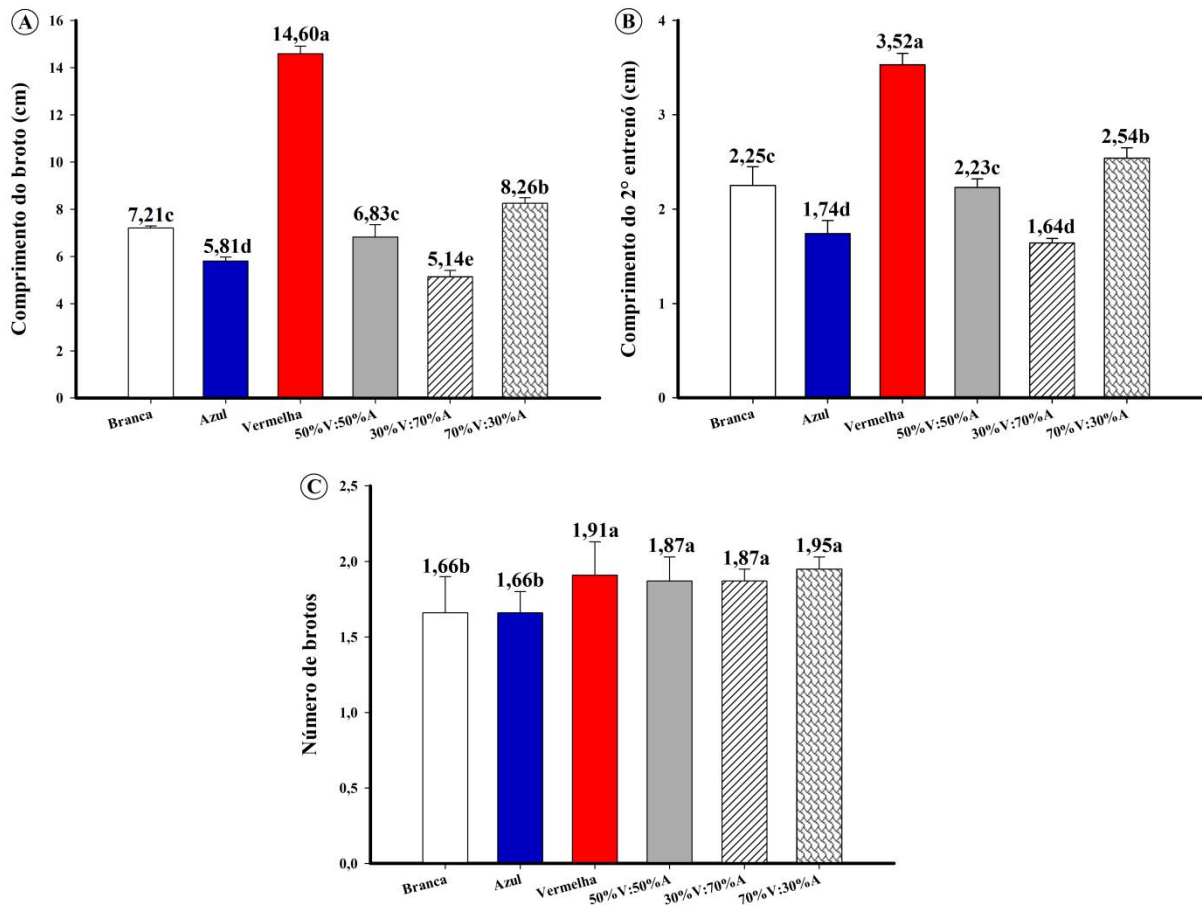 A
Comprimento do broto (cm)
16
14
12
10
8
6
4
2
0
7,21c
5,81d
14,60a
6,83c
5,14e
8,26b
Branca
Azul
Vermelha
50%V:50%A
30%V:70%A
70%V:30%A
B
Comprimento do 2° entrenó (cm)
4
3
2
1
0
2,25c
1,74d
3,52a
2,23c
1,64d
2,54b
Branca
Azul
Vermelha
50%V:50%A
30%V:70%A
70%V:30%A
C
Número de brotos
2,5
2,0
1,5
1,0
0,5
0,0
1,66b
1,66b
1,91a
1,87a
1,87a
1,95a
Branca
Azul
Vermelha
50%V:50%A
30%V:70%A
70%V:30%A